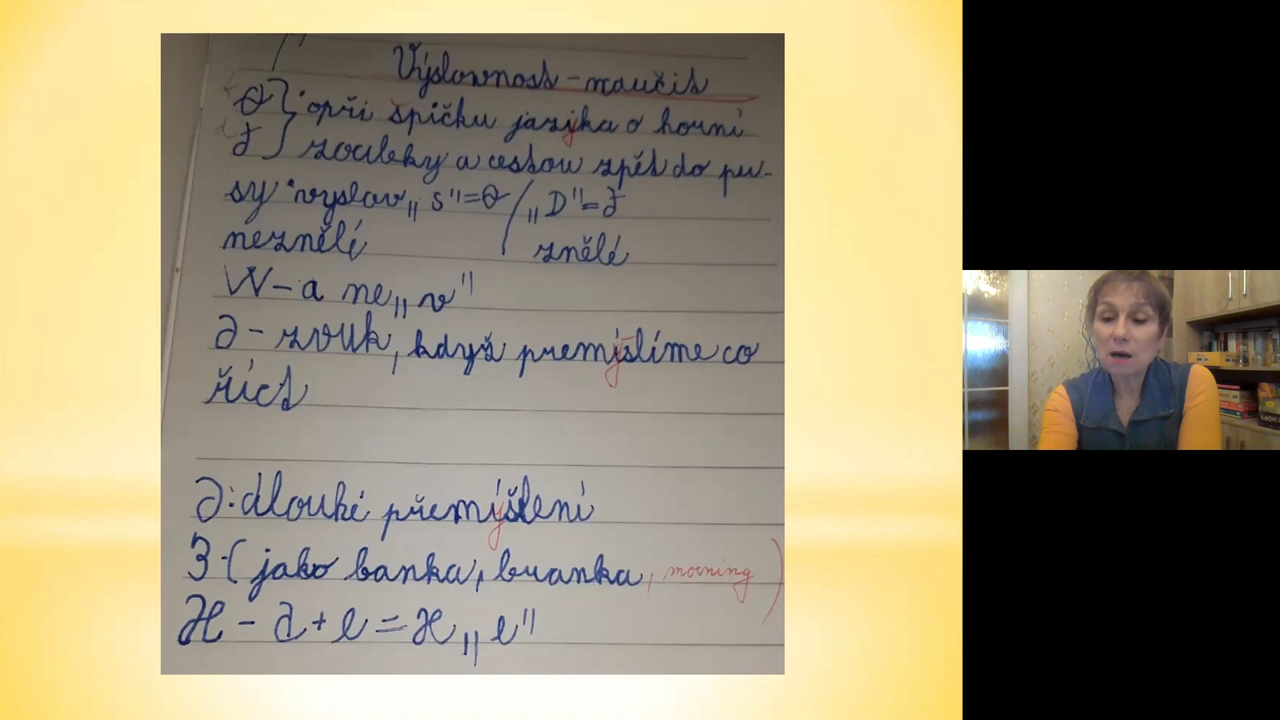 Výslovnost – naučit
θ } • opři špičku jazyka o horní
ð } zoubky a cestou zpět do pu-
sy • vyslov „s" = θ / „D" = ð
neznělé / znělé
W – a ne „v"
ə – zvuk, když přemýšlíme co
říct
ə: dlouhé přemýšlení
3 – (jako banka, branka, morning)
æ – a + e = æ „e"